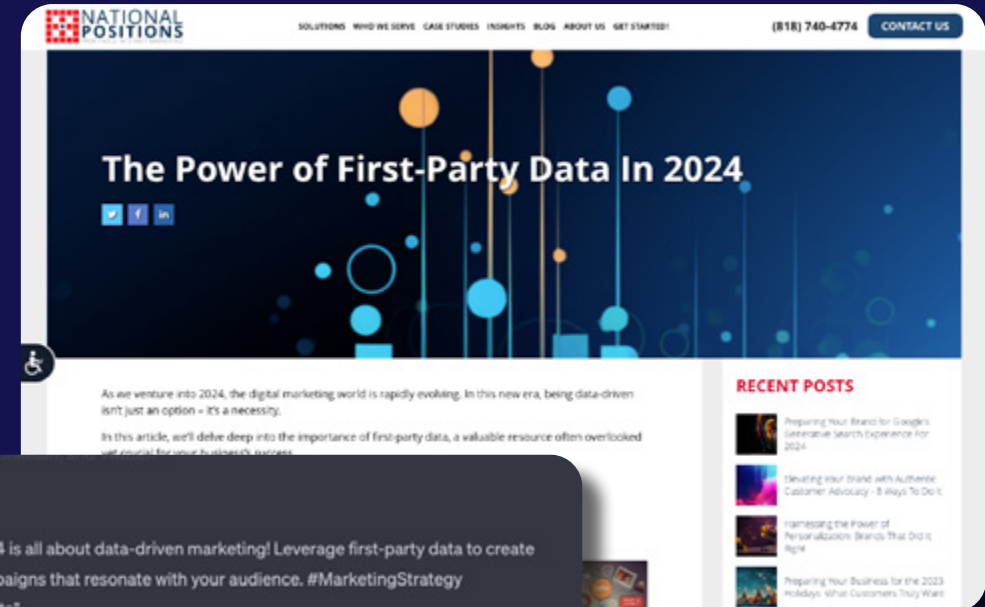 NATIONAL
POSITIONS
SOLUTIONS WHO WE SERVE CASE STUDIES INSIGHTS BLOG ABOUT US GET STARTED!
(818) 740-4774
CONTACT US
The Power of First-Party Data In 2024
As we venture into 2024, the digital marketing world is rapidly evolving. In this new era, being data-driven
isn't just an option – it's a necessity.
In this article, we'll delve deep into the importance of first-party data, a valuable resource often overlooked
yet crucial for your business's success.
4 is all about data-driven marketing! Leverage first-party data to create
paigns that resonate with your audience. #MarketingStrategy
RECENT POSTS
Preparing Your Brand for Google's
Generative Search Experience For
2024
Elevating Your Brand with Authentic
Customer Advocacy - 8 Ways To Do It
Harnessing the Power of
Personalization: Brands That Did It
Right
Preparing Your Business for the 2023
Holidays: What Customers Truly Want